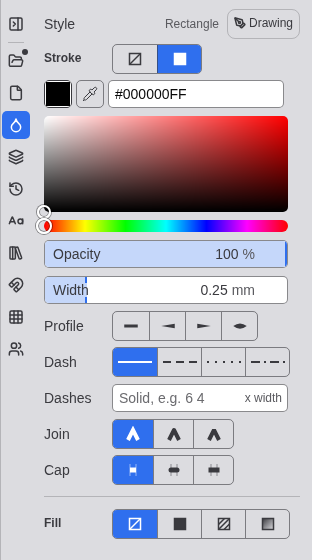 Style Rectangle Drawing
Stroke
#000000FF
Opacity 100 %
Width 0.25 mm
Profile
Dash
Dashes Solid, e.g. 6 4 x width
Join
Cap
Fill